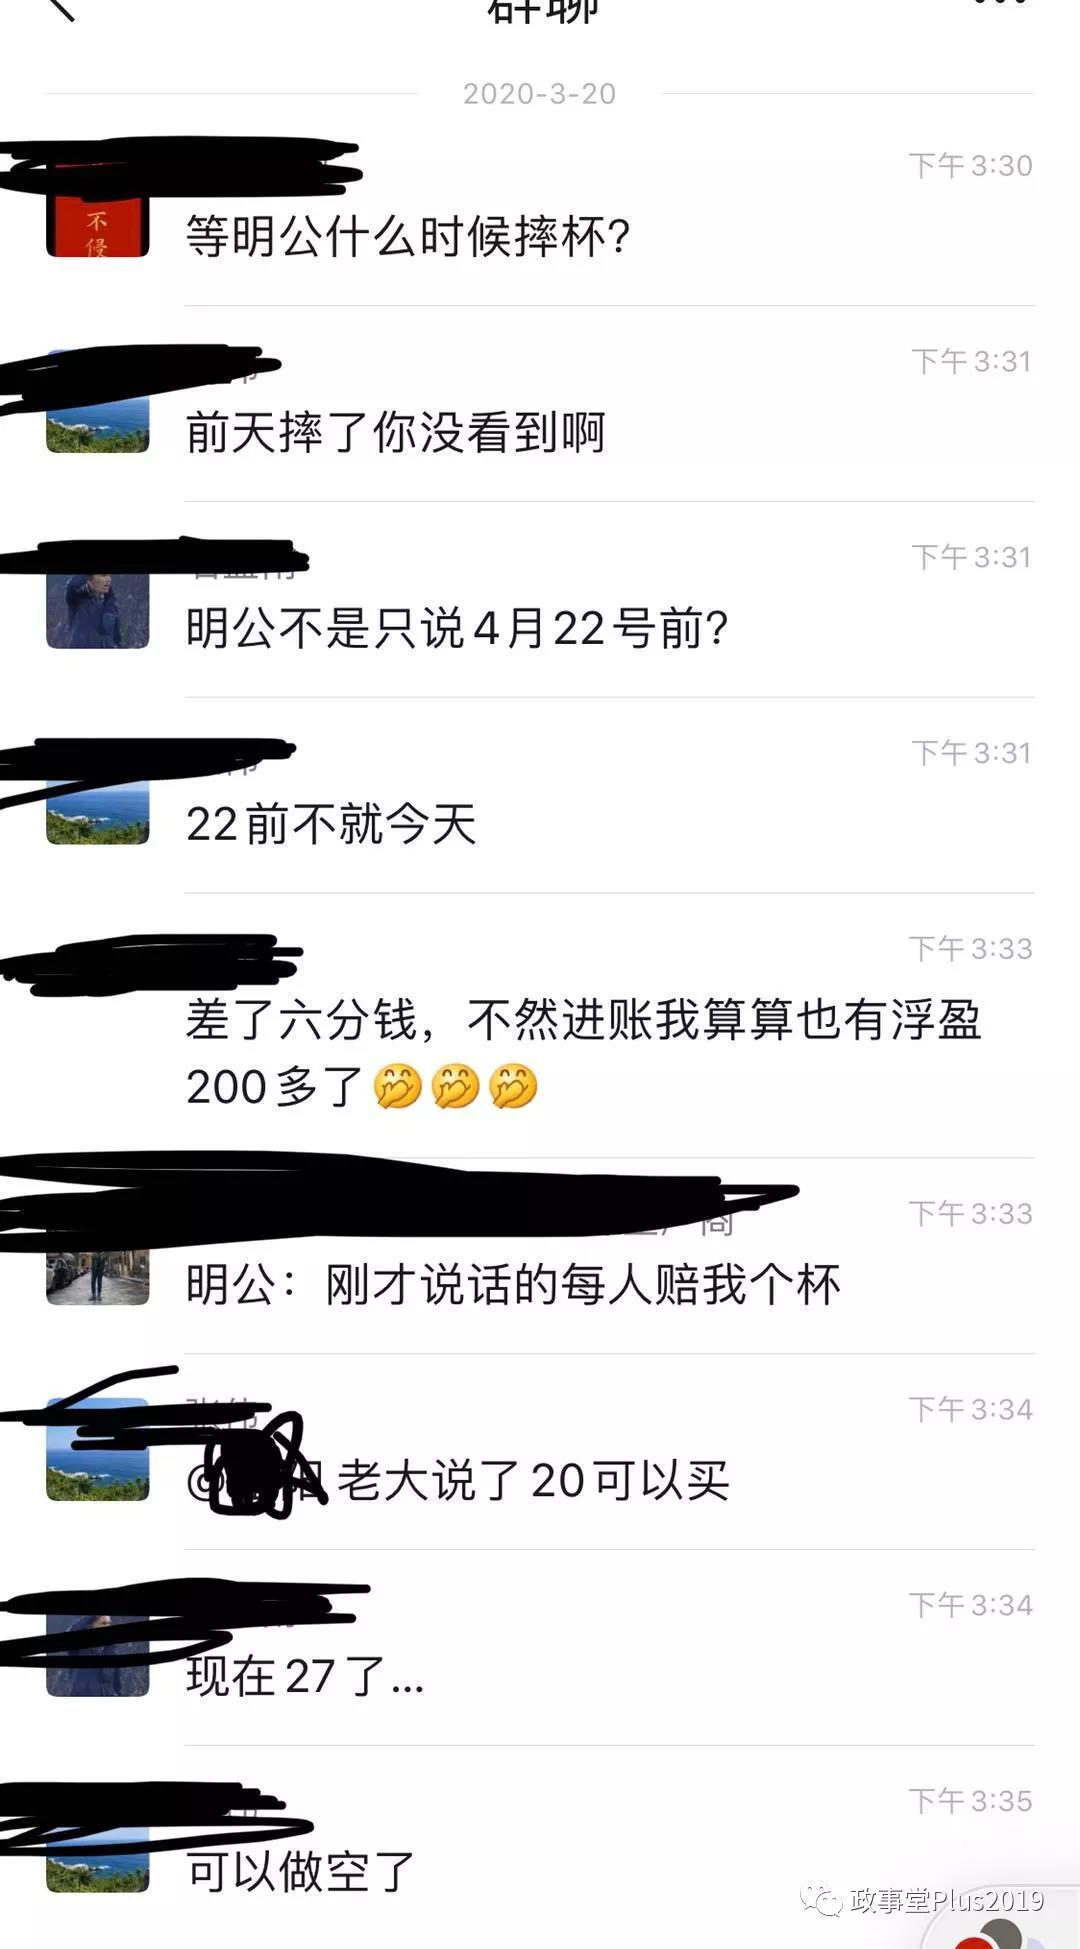 群聊
2020-3-20
下午 3:30
不
侵
等明公什么时候摔杯?
下午 3:31
前天摔了你没看到啊
下午 3:31
明公不是只说4月22号前?
下午 3:31
22前不就今天
下午 3:33
差了六分钱，不然进账我算算也有浮盈
200多了🤭🤭🤭
下午 3:33
明公：刚才说话的每人赔我个杯
下午 3:34
@ 老大说了20可以买
下午 3:34
现在27了...
下午 3:35
可以做空了
政事堂Plus2019